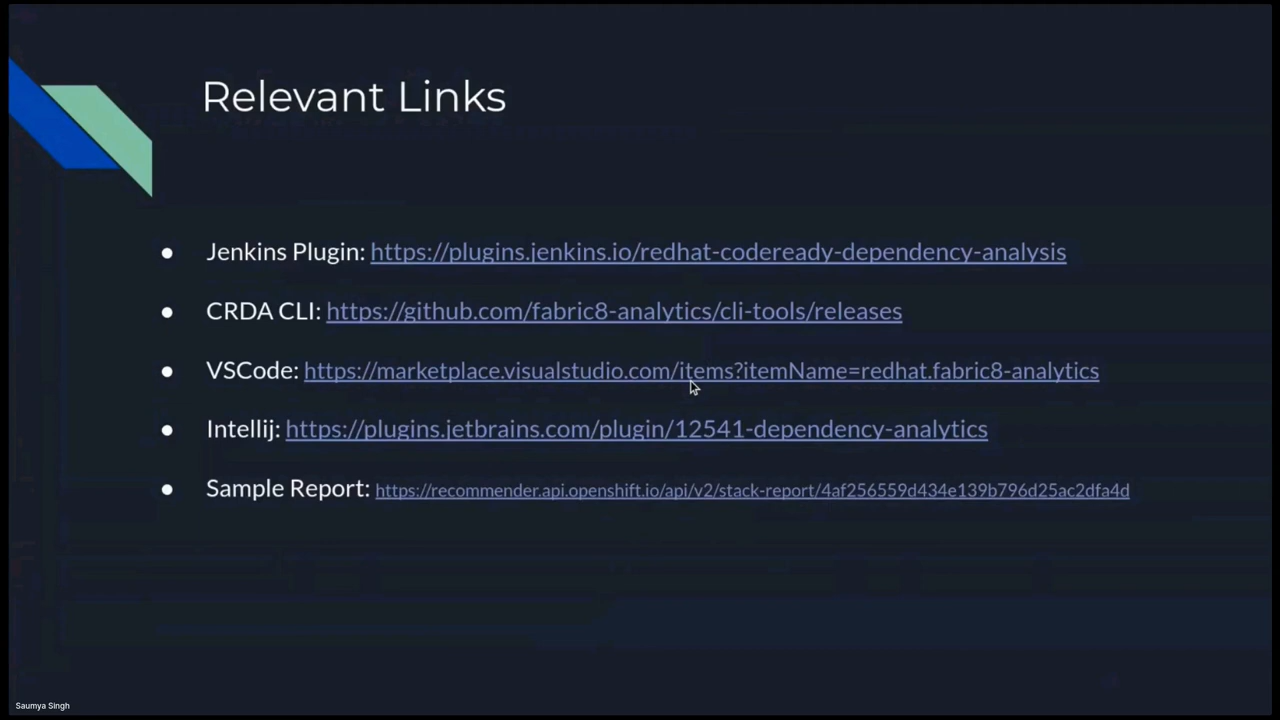 Relevant Links
● Jenkins Plugin: https://plugins.jenkins.io/redhat-codeready-dependency-analysis
● CRDA CLI: https://github.com/fabric8-analytics/cli-tools/releases
● VSCode: https://marketplace.visualstudio.com/items?itemName=redhat.fabric8-analytics
● Intellij: https://plugins.jetbrains.com/plugin/12541-dependency-analytics
● Sample Report: https://recommender.api.openshift.io/api/v2/stack-report/4af256559d434e139b796d25ac2dfa4d
Saumya Singh